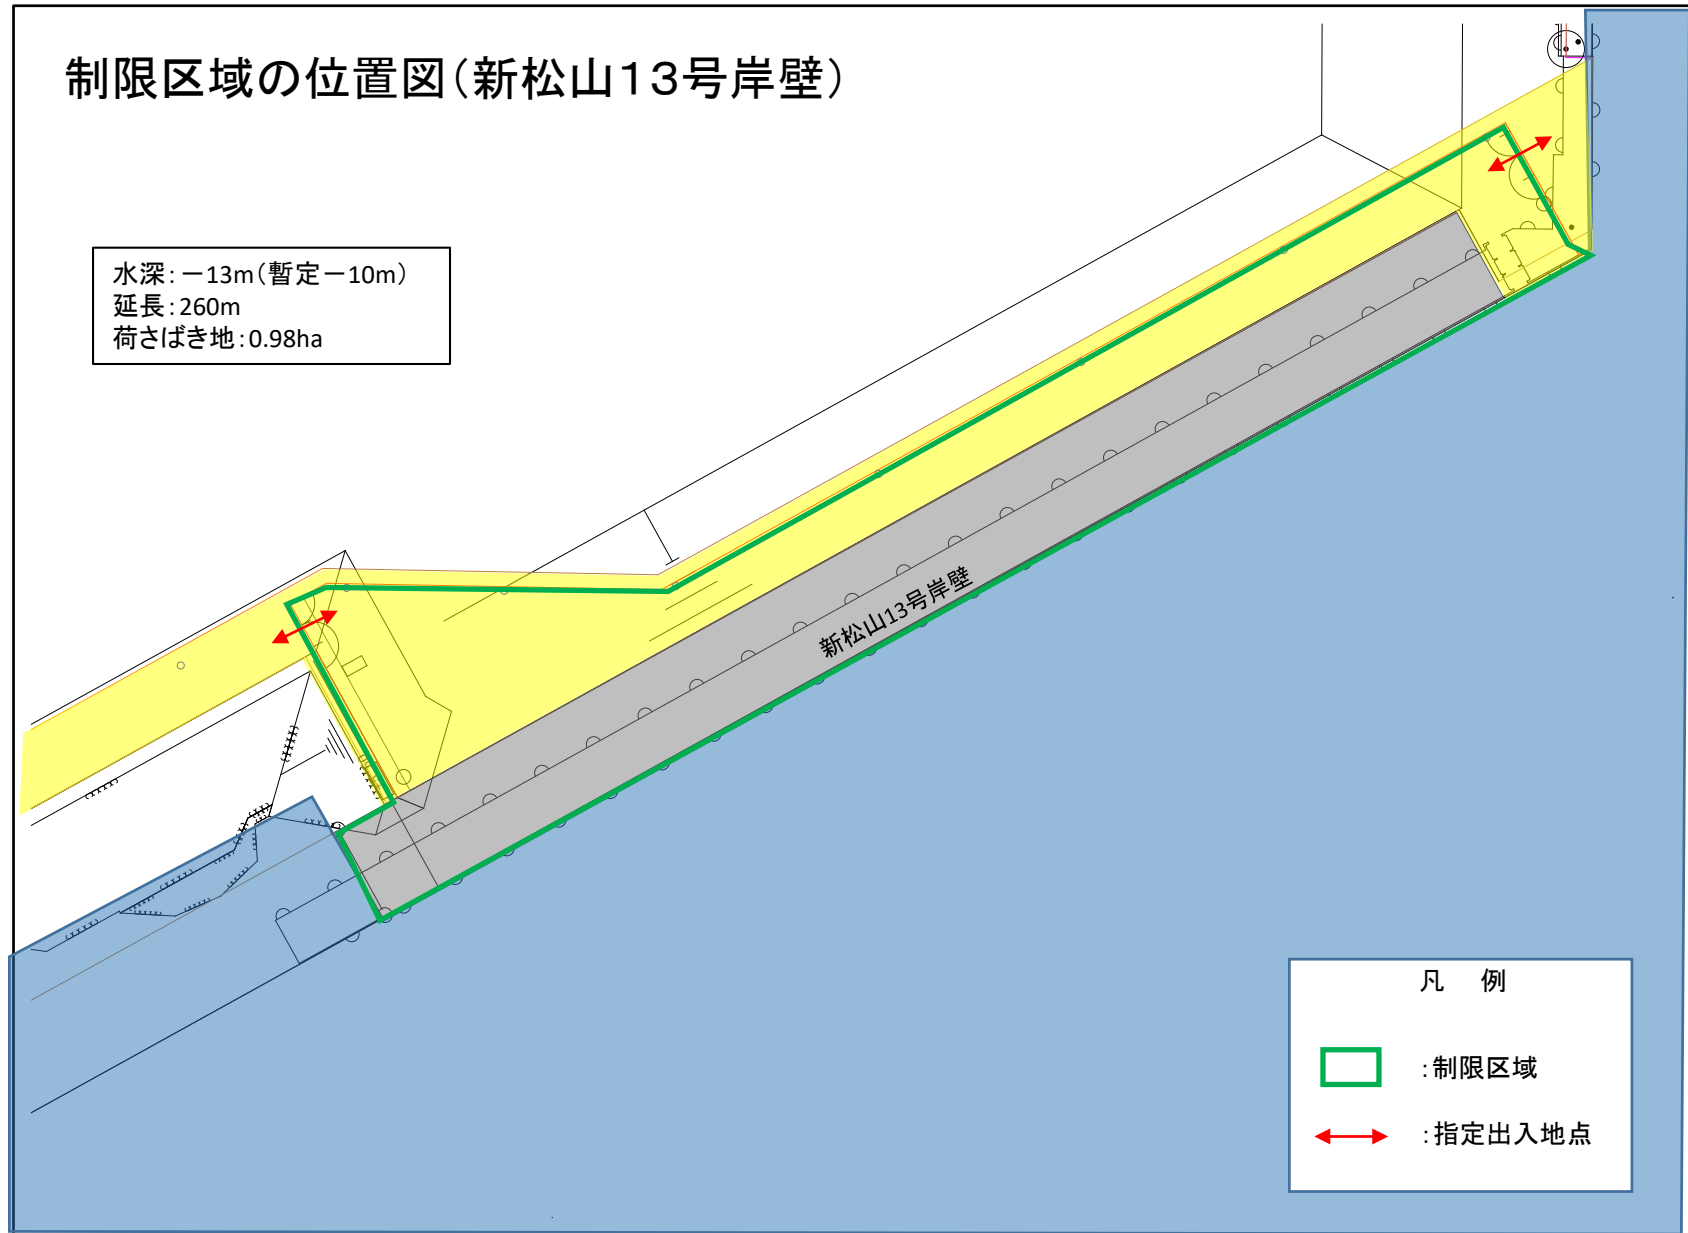 制限区域の位置図（新松山１３号岸壁）
水深：－13m（暫定－10m）
延長：260m
荷さばき地：0.98ha
新松山13号岸壁
凡　例
：制限区域
：指定出入地点